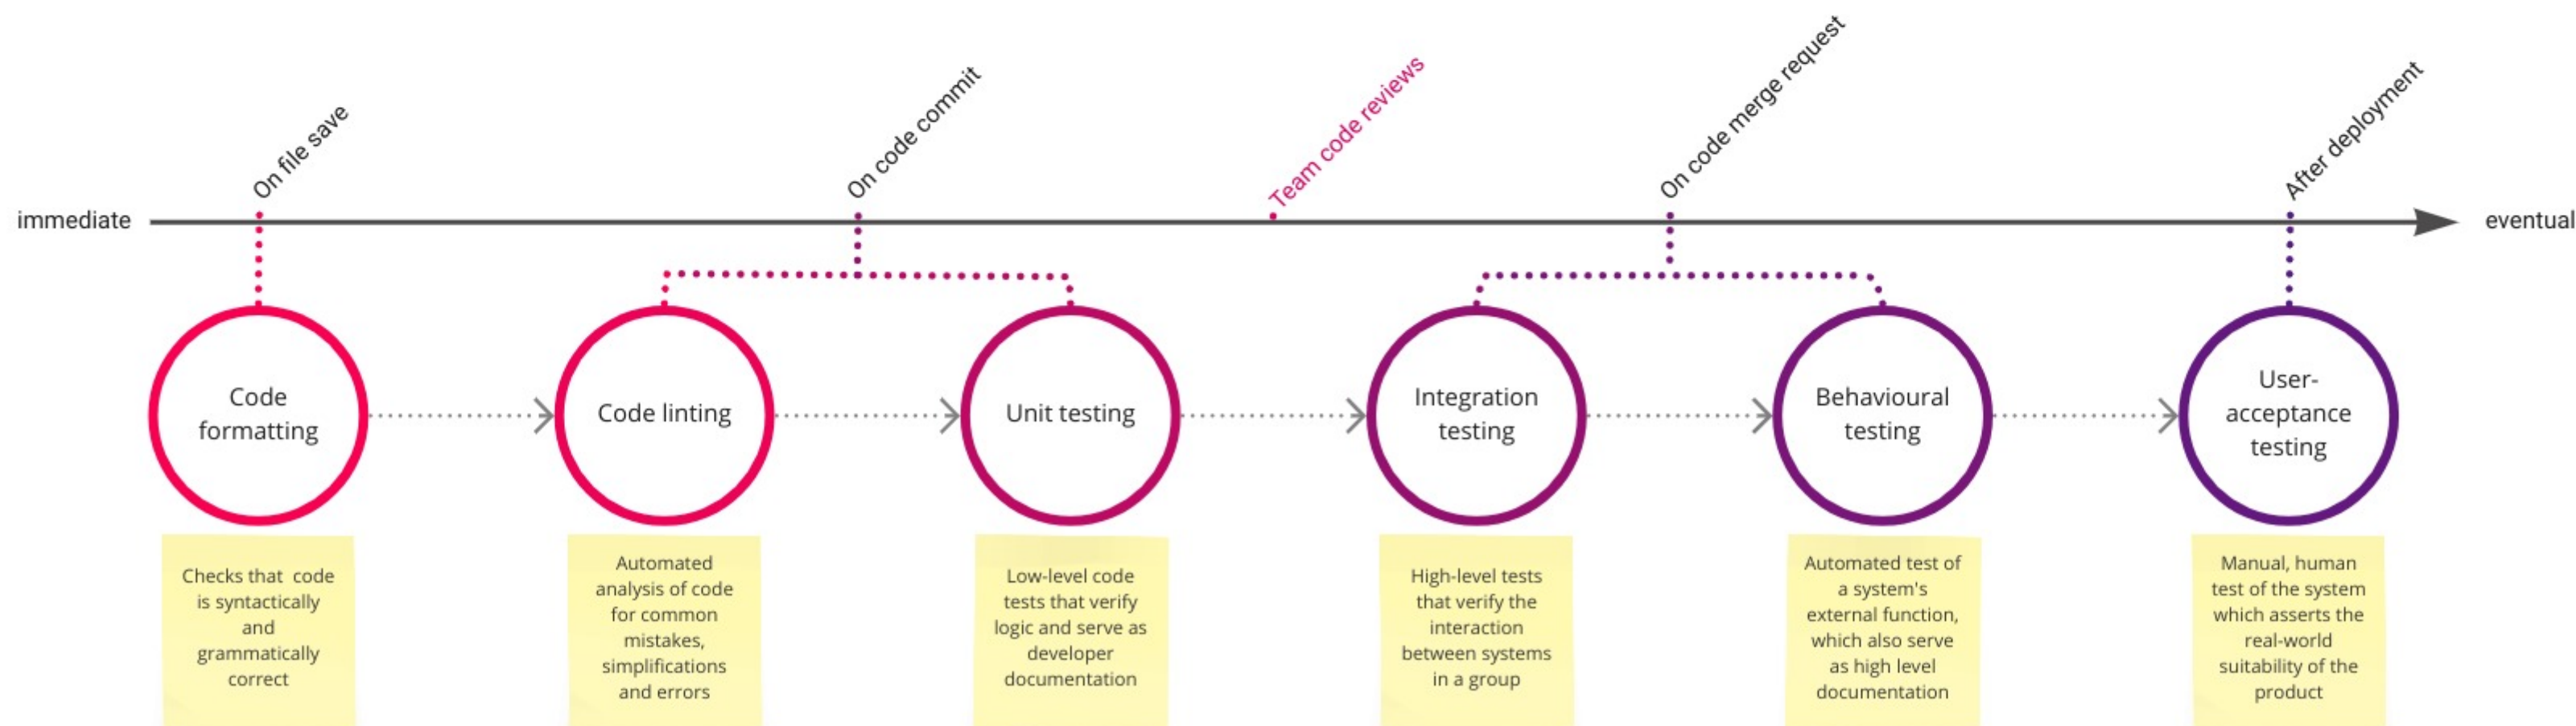 On file save
On code commit
Team code reviews
On code merge request
After deployment
immediate
eventual
Code
formatting
Code linting
Unit testing
Integration
testing
Behavioural
testing
User-
acceptance
testing
Checks that code
is syntactically
and
grammatically
correct
Automated
analysis of code
for common
mistakes,
simplifications
and errors
Low-level code
tests that verify
logic and serve as
developer
documentation
High-level tests
that verify the
interaction
between systems
in a group
Automated test of
a system's
external function,
which also serve
as high level
documentation
Manual, human
test of the system
which asserts the
real-world
suitability of the
product